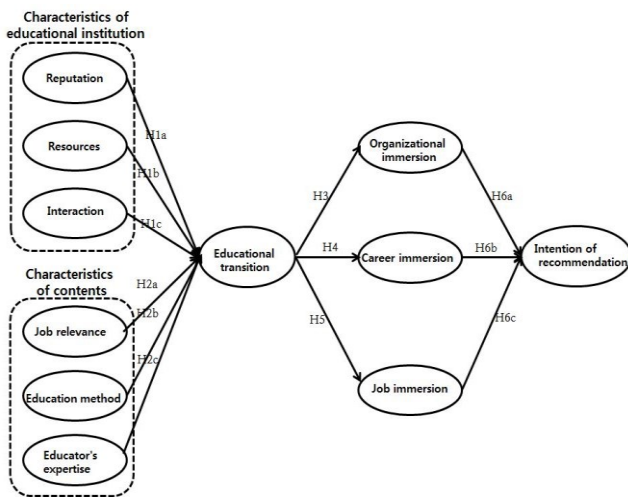 Characteristics of
educational institution
Reputation
Resources
Interaction
H1a
H1b
H1c
Characteristics
of contents
Job relevance
Education method
Educator's
expertise
H2a
H2b
H2c
Educational
transition
H3
H4
H5
Organizational
immersion
Career immersion
Job immersion
H6a
H6b
H6c
Intention of
recommendation